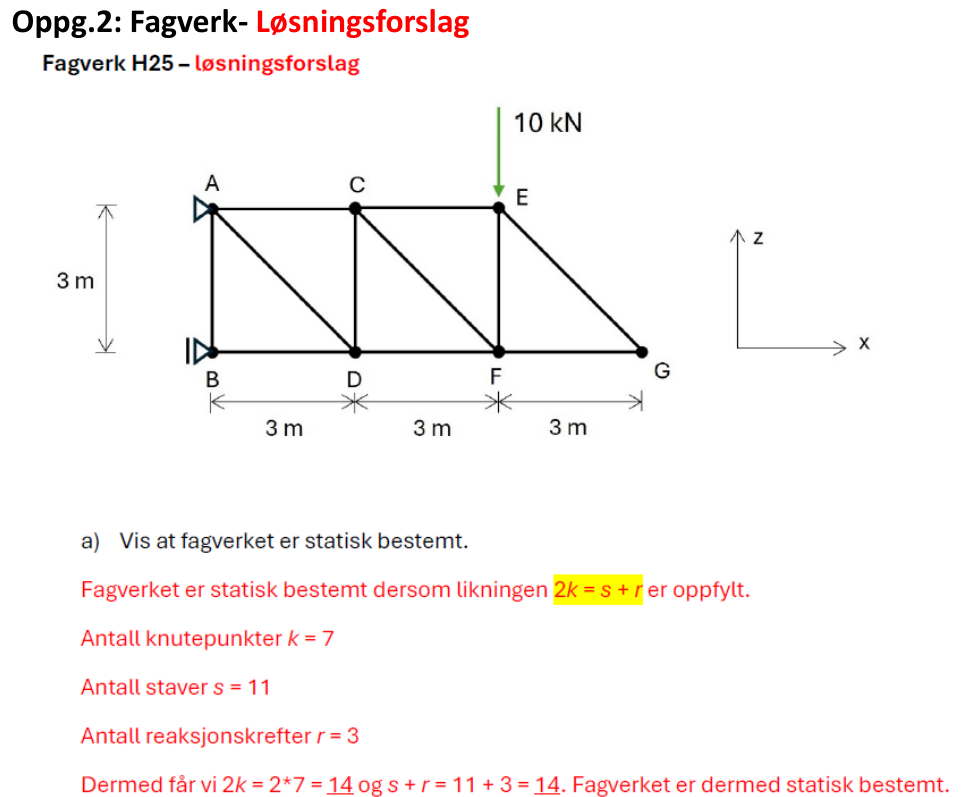 Oppg.2: Fagverk- Løsningsforslag
Fagverk H25 – løsningsforslag
10 kN
A
C
E
z
3 m
x
B
D
F
G
3 m
3 m
3 m
a) Vis at fagverket er statisk bestemt.
Fagverket er statisk bestemt dersom likningen 2k = s + r er oppfylt.
Antall knutepunkter k = 7
Antall staver s = 11
Antall reaksjonskrefter r = 3
Dermed får vi 2k = 2*7 = 14 og s + r = 11 + 3 = 14. Fagverket er dermed statisk bestemt.